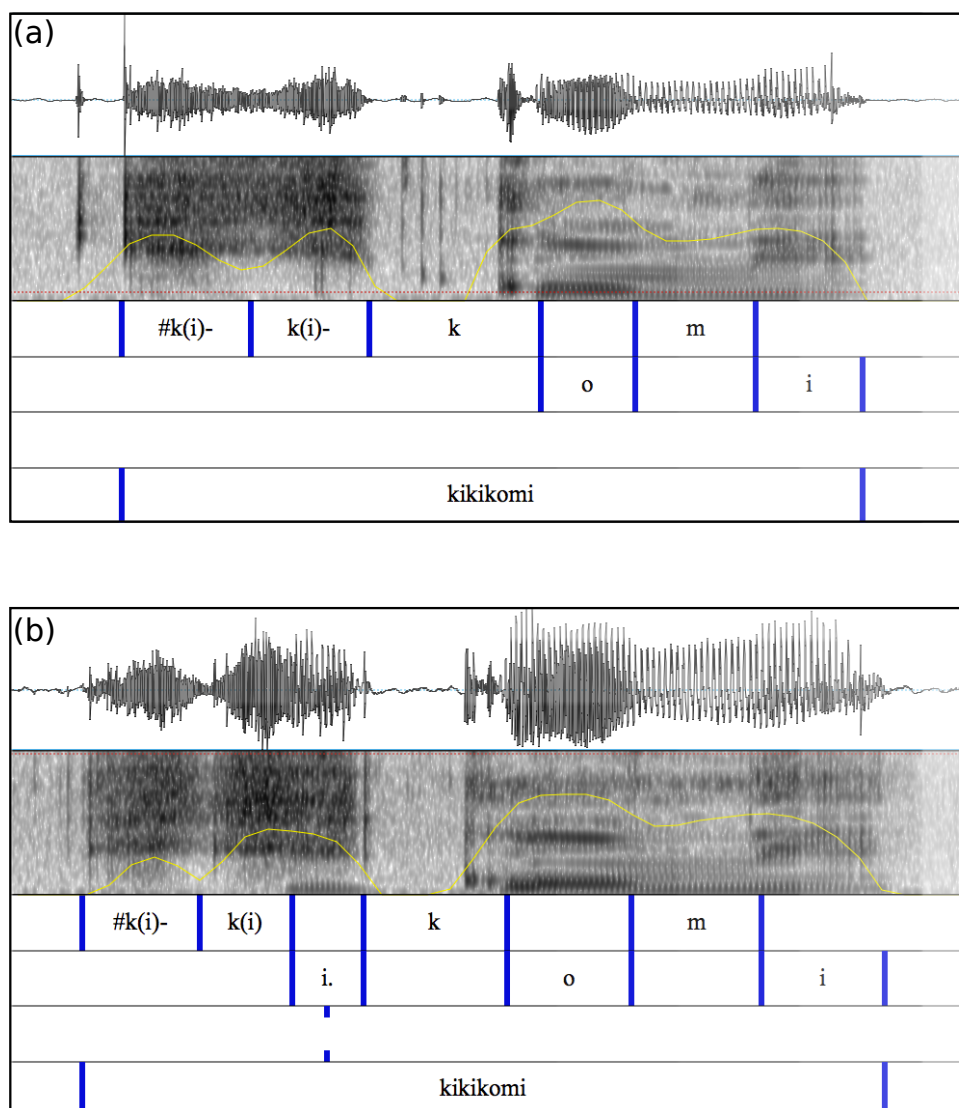 (a)
#k(i)- k(i)- k m
o i
kikikomi
(b)
#k(i)- k(i) k m
i. o i
kikikomi